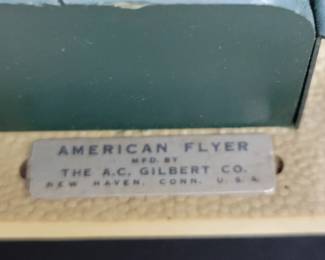 AMERICAN FLYER
MFD. BY
THE A.C. GILBERT CO.
NEW HAVEN, CONN. U. S. A.